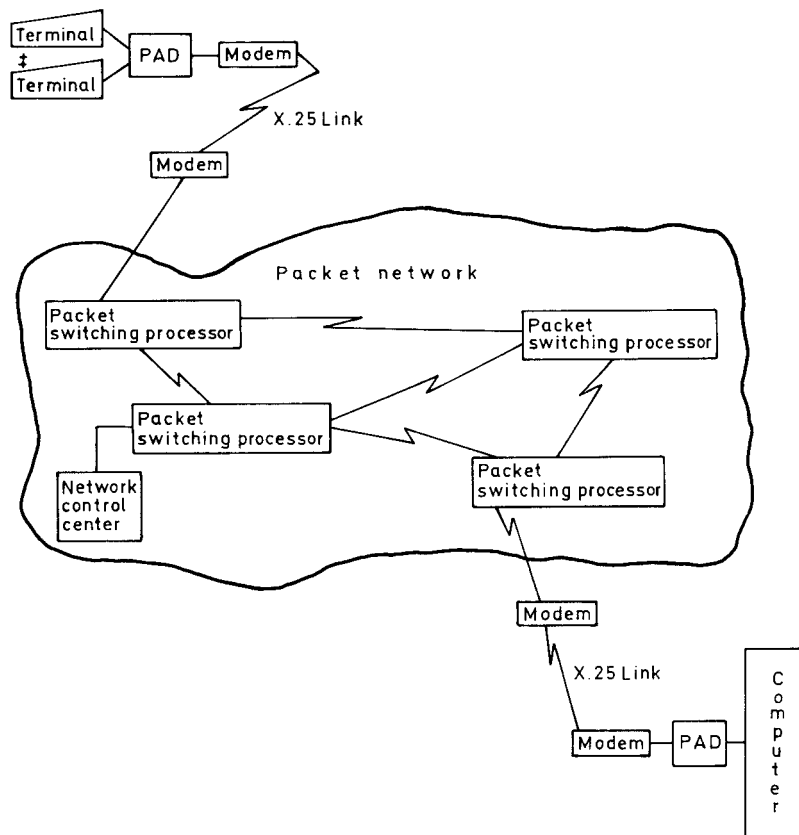 Terminal
‡
Terminal
PAD
Modem
X.25 Link
Modem
Packet network
Packet
switching processor
Packet
switching processor
Packet
switching processor
Packet
switching processor
Network
control
center
Modem
X.25 Link
Modem
PAD
Computer